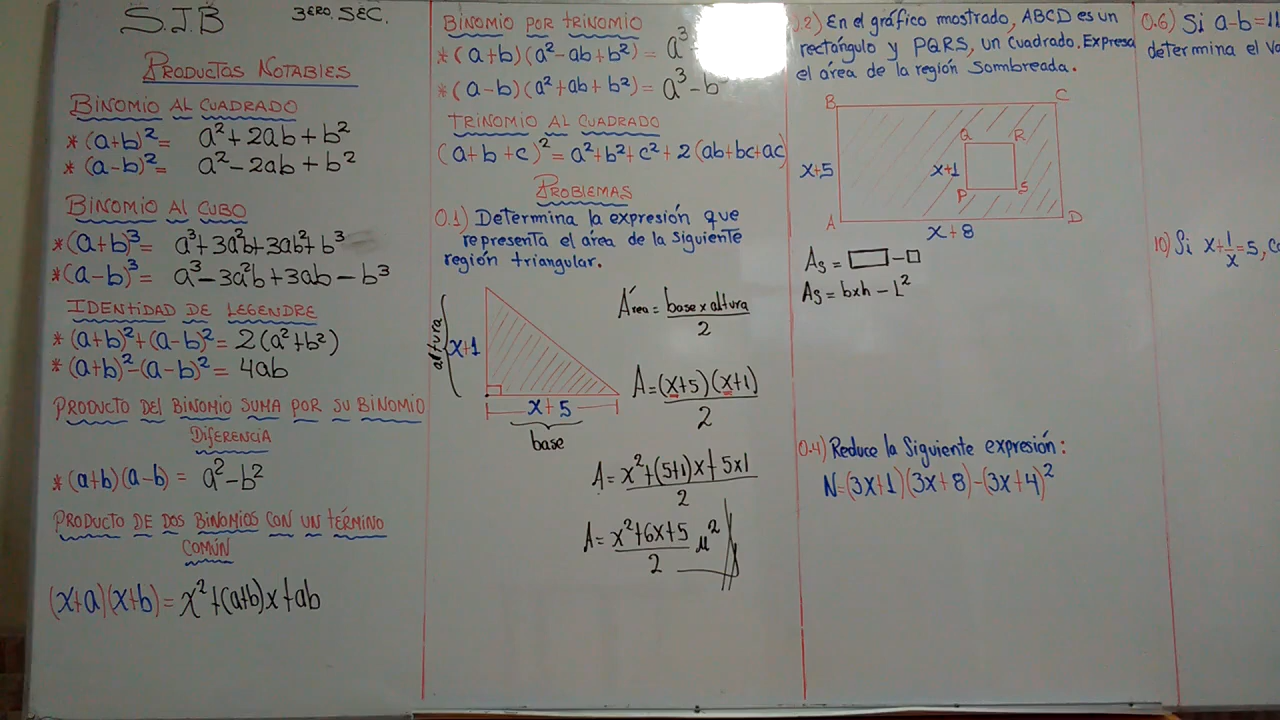 S.J.B 3ERO. SEC.
PRODUCTAS NOTABLES
BINOMIO AL CUADRADO
* (a+b)² = a²+2ab+b²
* (a-b)² = a²-2ab+b²
BINOMIO AL CUBO
* (a+b)³ = a³+3a²b+3ab²+b³
* (a-b)³ = a³-3a²b+3ab-b³
IDENTIDAD DE LEGENDRE
* (a+b)²+(a-b)² = 2(a²+b²)
* (a+b)²-(a-b)² = 4ab
PRODUCTO DEL BINOMIO SUMA POR SU BINOMIO
DIFERENCIA
* (a+b)(a-b) = a²-b²
PRODUCTO DE DOS BINOMIOS CON UN TÉRMINO
COMÚN
(x+a)(x+b) = x²+(a+b)x+ab
BINOMIO POR TRINOMIO
* (a+b)(a²-ab+b²) = a³
* (a-b)(a²+ab+b²) = a³-b
TRINOMIO AL CUADRADO
(a+b+c)² = a²+b²+c²+2(ab+bc+ac)
PROBLEMAS
0.1) Determina la expresión que
representa el área de la siguiente
región triangular.
altura
x+1
x+5
base
Área = base x altura
2
A = (x+5)(x+1)
2
A = x²+(5+1)x+5x1
2
A = x²+6x+5 μ²
2
0.2) En el gráfico mostrado, ABCD es un
rectángulo y PQRS, un cuadrado. Expresa
el área de la región sombreada.
B C
Q R
x+5 x+1
P S
A D
x+8
As = ▭ - □
As = bxh - L²
0.4) Reduce la siguiente expresión:
N=(3x+1)(3x+8)-(3x+4)²
0.6) Si a-b=11
determina el
10) Si x+1/x=5,